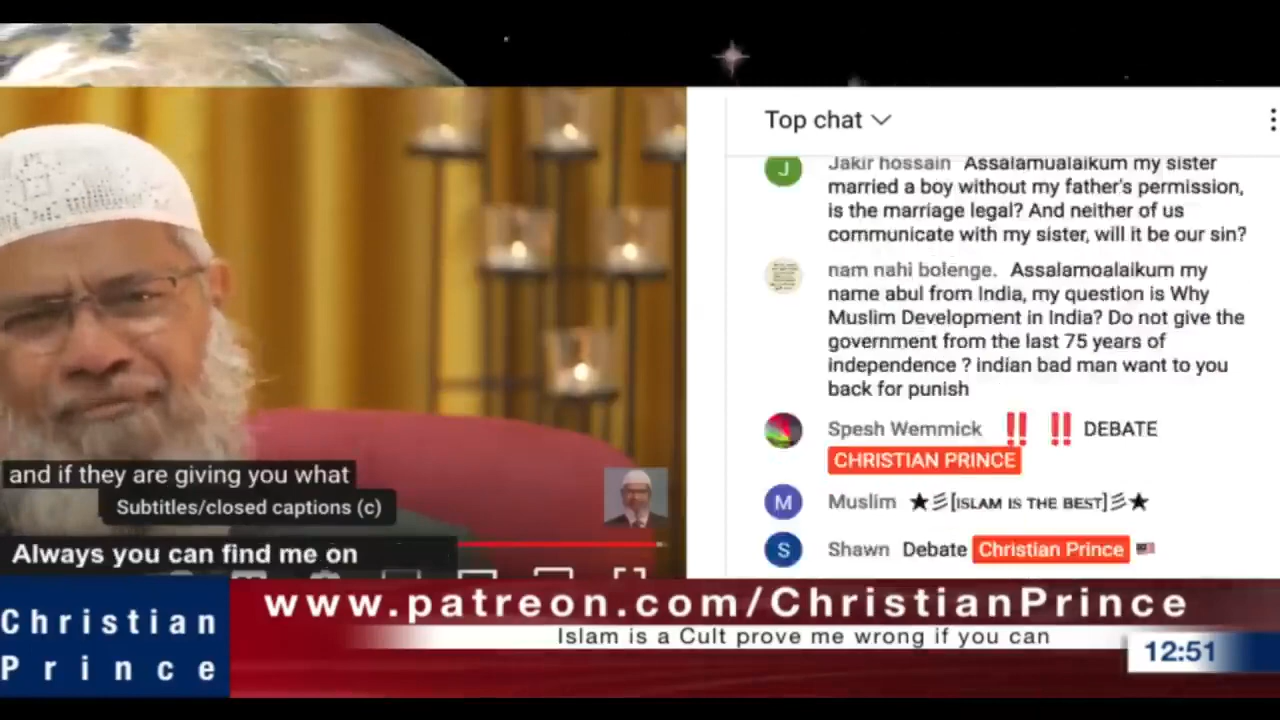 Top chat
Jakir hossain Assalamualaikum my sister
married a boy without my father's permission,
is the marriage legal? And neither of us
communicate with my sister, will it be our sin?
nam nahi bolenge. Assalamoalaikum my
name abul from India, my question is Why
Muslim Development in India? Do not give the
government from the last 75 years of
independence ? indian bad man want to you
back for punish
Spesh Wemmick ‼️ ‼️ DEBATE
CHRISTIAN PRINCE
M Muslim ★彡[ISLAM IS THE BEST]彡★
S Shawn Debate Christian Prince 🇺🇸
J
and if they are giving you what
Subtitles/closed captions (c)
Always you can find me on
Christian
Prince
www.patreon.com/ChristianPrince
Islam is a Cult prove me wrong if you can
12:51